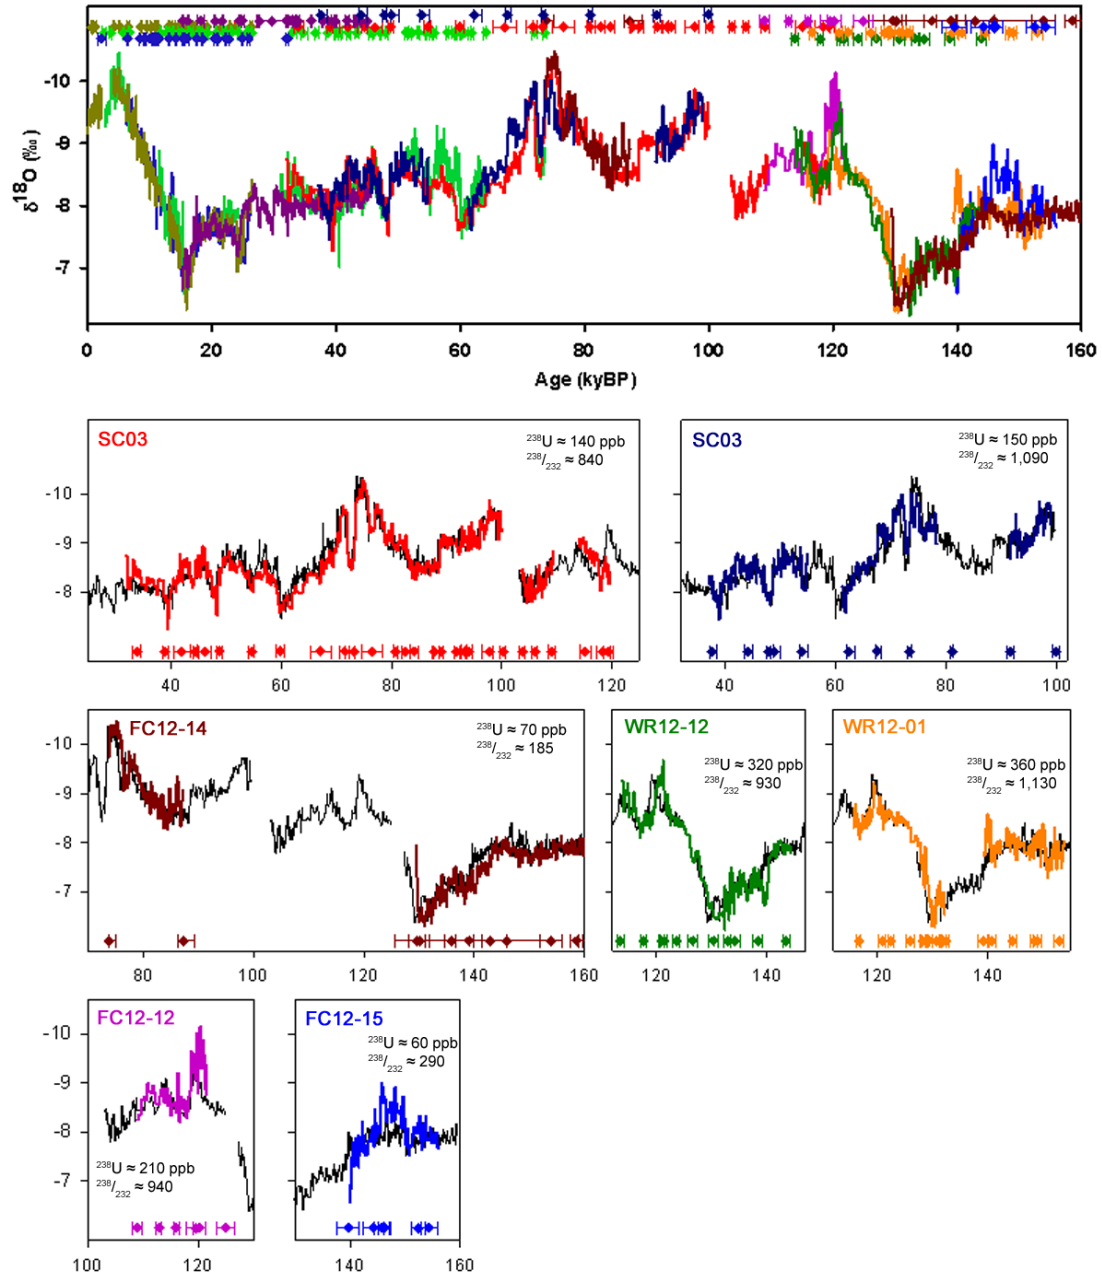 -10
-9
-8
-7
δ18O (‰)
0 20 40 60 80 100 120 140 160
Age (kyBP)
SC03
238U ≈ 140 ppb
238/232 ≈ 840
-10
-9
-8
40 60 80 100 120
SC03
238U ≈ 150 ppb
238/232 ≈ 1,090
40 60 80 100
FC12-14
238U ≈ 70 ppb
238/232 ≈ 185
-10
-9
-8
-7
80 100 120 140 160
WR12-12
238U ≈ 320 ppb
238/232 ≈ 930
120 140
WR12-01
238U ≈ 360 ppb
238/232 ≈ 1,130
120 140
FC12-12
-10
-9
-8
-7
238U ≈ 210 ppb
238/232 ≈ 940
100 120
FC12-15
238U ≈ 60 ppb
238/232 ≈ 290
140 160